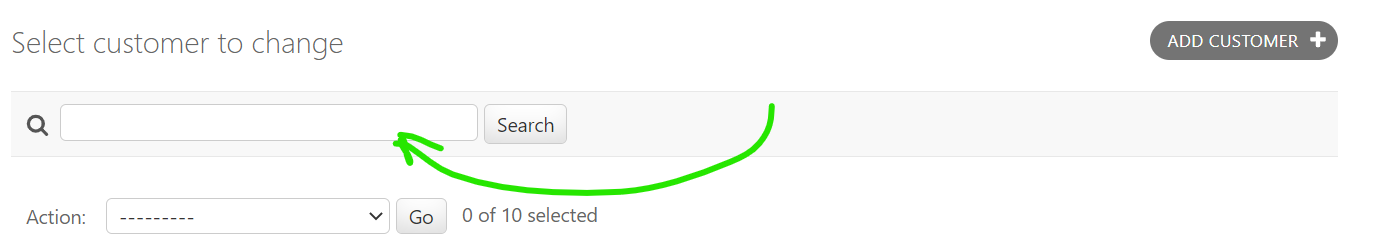 Select customer to change
ADD CUSTOMER +
Search
Action: --------- Go 0 of 10 selected